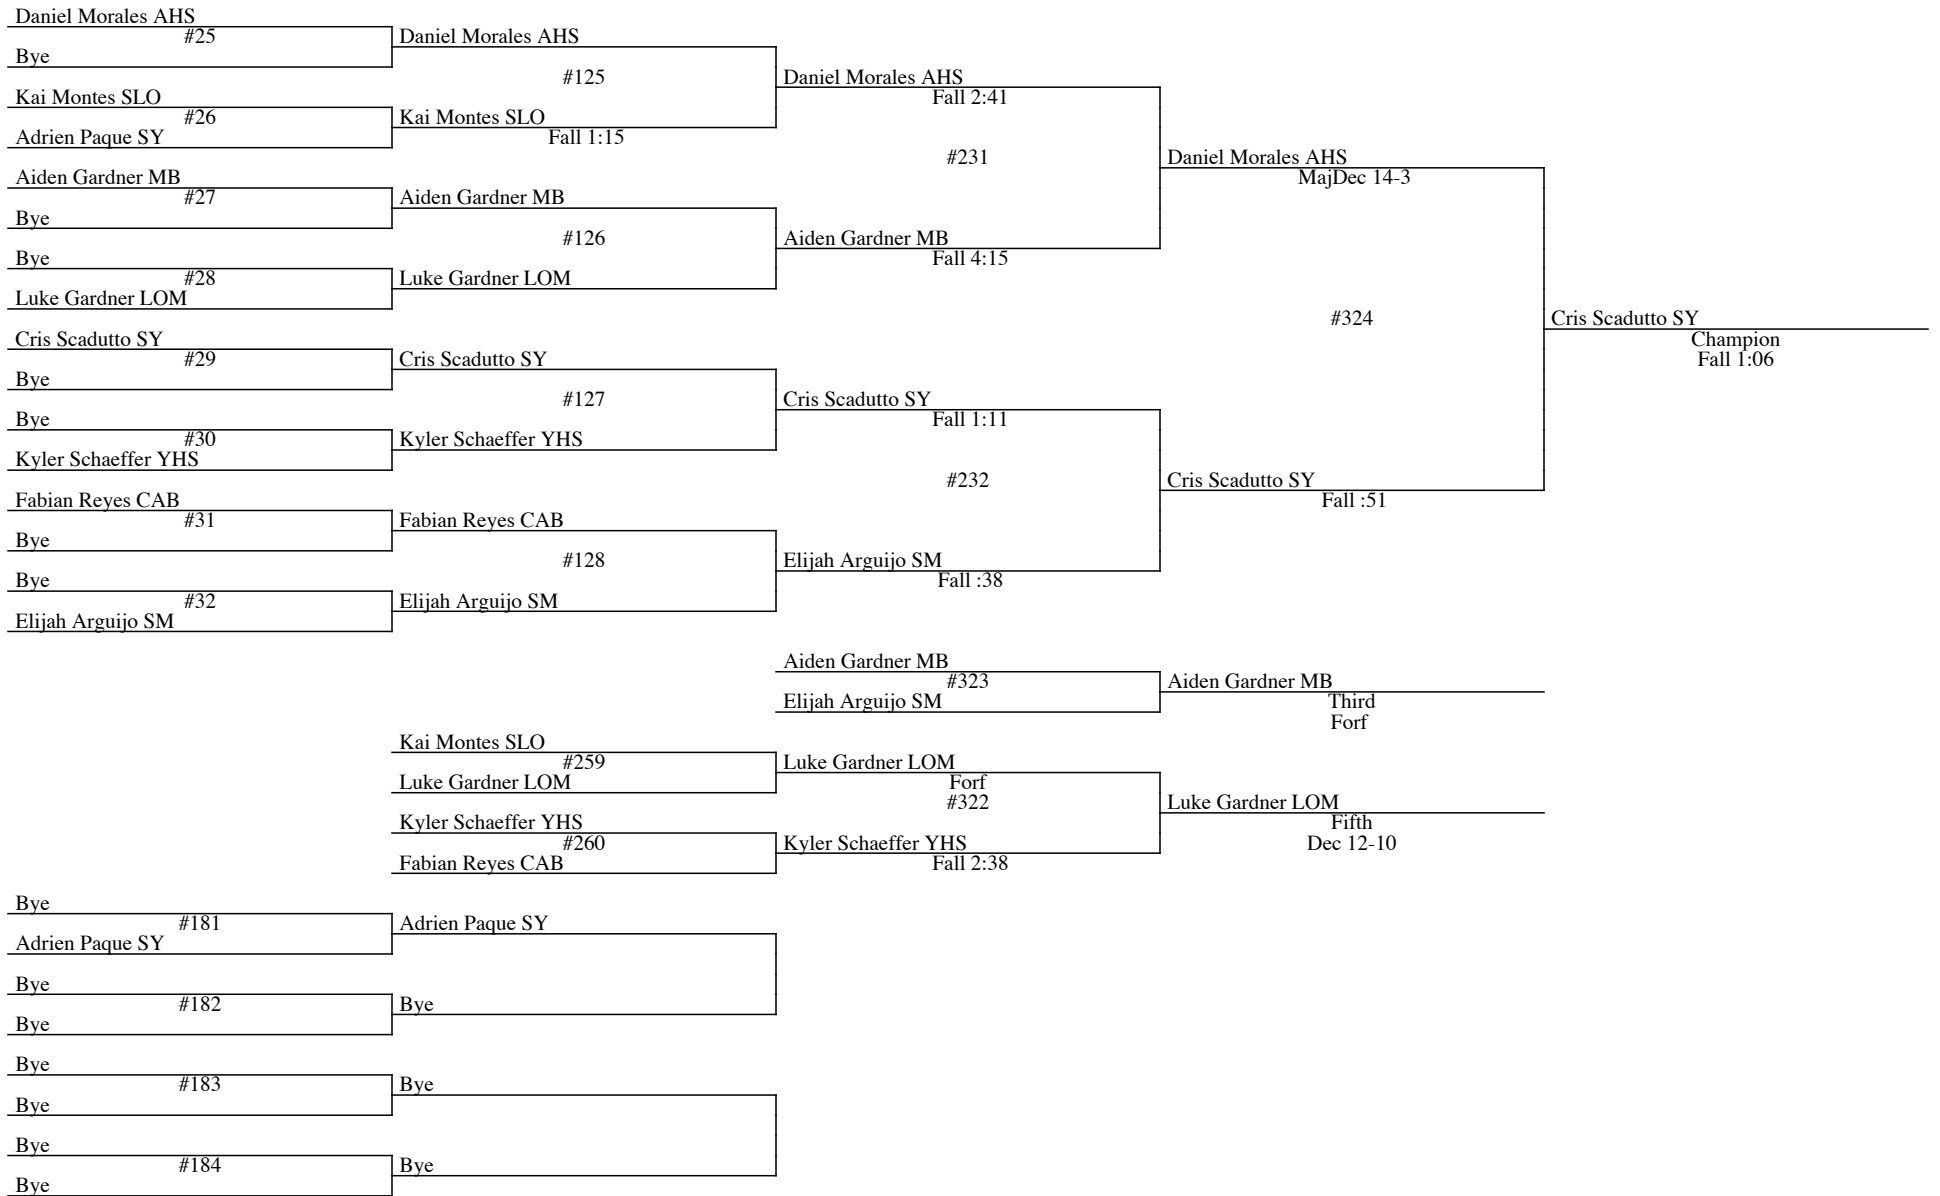 Daniel Morales AHS
#25
Bye
Daniel Morales AHS
#125
Kai Montes SLO
#26
Adrien Paque SY
Kai Montes SLO
Fall 1:15
Daniel Morales AHS
Fall 2:41
#231
Aiden Gardner MB
#27
Bye
Aiden Gardner MB
#126
Bye
#28
Luke Gardner LOM
Luke Gardner LOM
Aiden Gardner MB
Fall 4:15
Daniel Morales AHS
MajDec 14-3
#324
Cris Scadutto SY
Champion
Fall 1:06
Cris Scadutto SY
#29
Bye
Cris Scadutto SY
#127
Bye
#30
Kyler Schaeffer YHS
Kyler Schaeffer YHS
Cris Scadutto SY
Fall 1:11
#232
Cris Scadutto SY
Fall :51
Fabian Reyes CAB
#31
Bye
Fabian Reyes CAB
#128
Bye
#32
Elijah Arguijo SM
Elijah Arguijo SM
Elijah Arguijo SM
Fall :38
Aiden Gardner MB
#323
Elijah Arguijo SM
Aiden Gardner MB
Third
Forf
Kai Montes SLO
#259
Luke Gardner LOM
Luke Gardner LOM
Forf
#322
Kyler Schaeffer YHS
#260
Fabian Reyes CAB
Kyler Schaeffer YHS
Fall 2:38
Luke Gardner LOM
Fifth
Dec 12-10
Bye
#181
Adrien Paque SY
Adrien Paque SY
Bye
#182
Bye
Bye
Bye
#183
Bye
Bye
Bye
#184
Bye
Bye